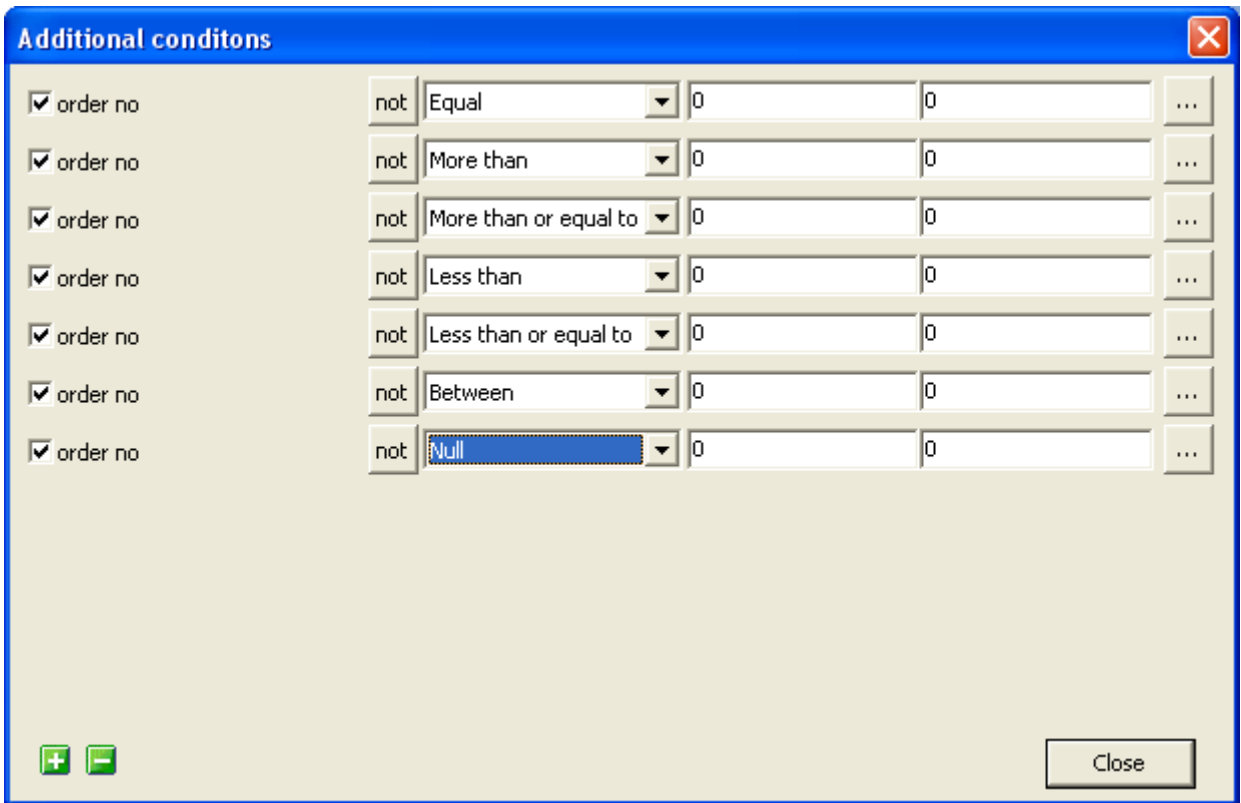 Additional conditons
order no not Equal 0 0 ...
order no not More than 0 0 ...
order no not More than or equal to 0 0 ...
order no not Less than 0 0 ...
order no not Less than or equal to 0 0 ...
order no not Between 0 0 ...
order no not Null 0 0 ...
Close